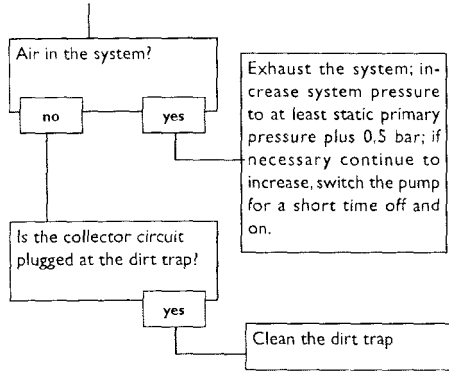 Air in the system?
no
yes
Exhaust the system; in-
crease system pressure
to at least static primary
pressure plus 0,5 bar; if
necessary continue to
increase, switch the pump
for a short time off and
on.
Is the collector circuit
plugged at the dirt trap?
yes
Clean the dirt trap